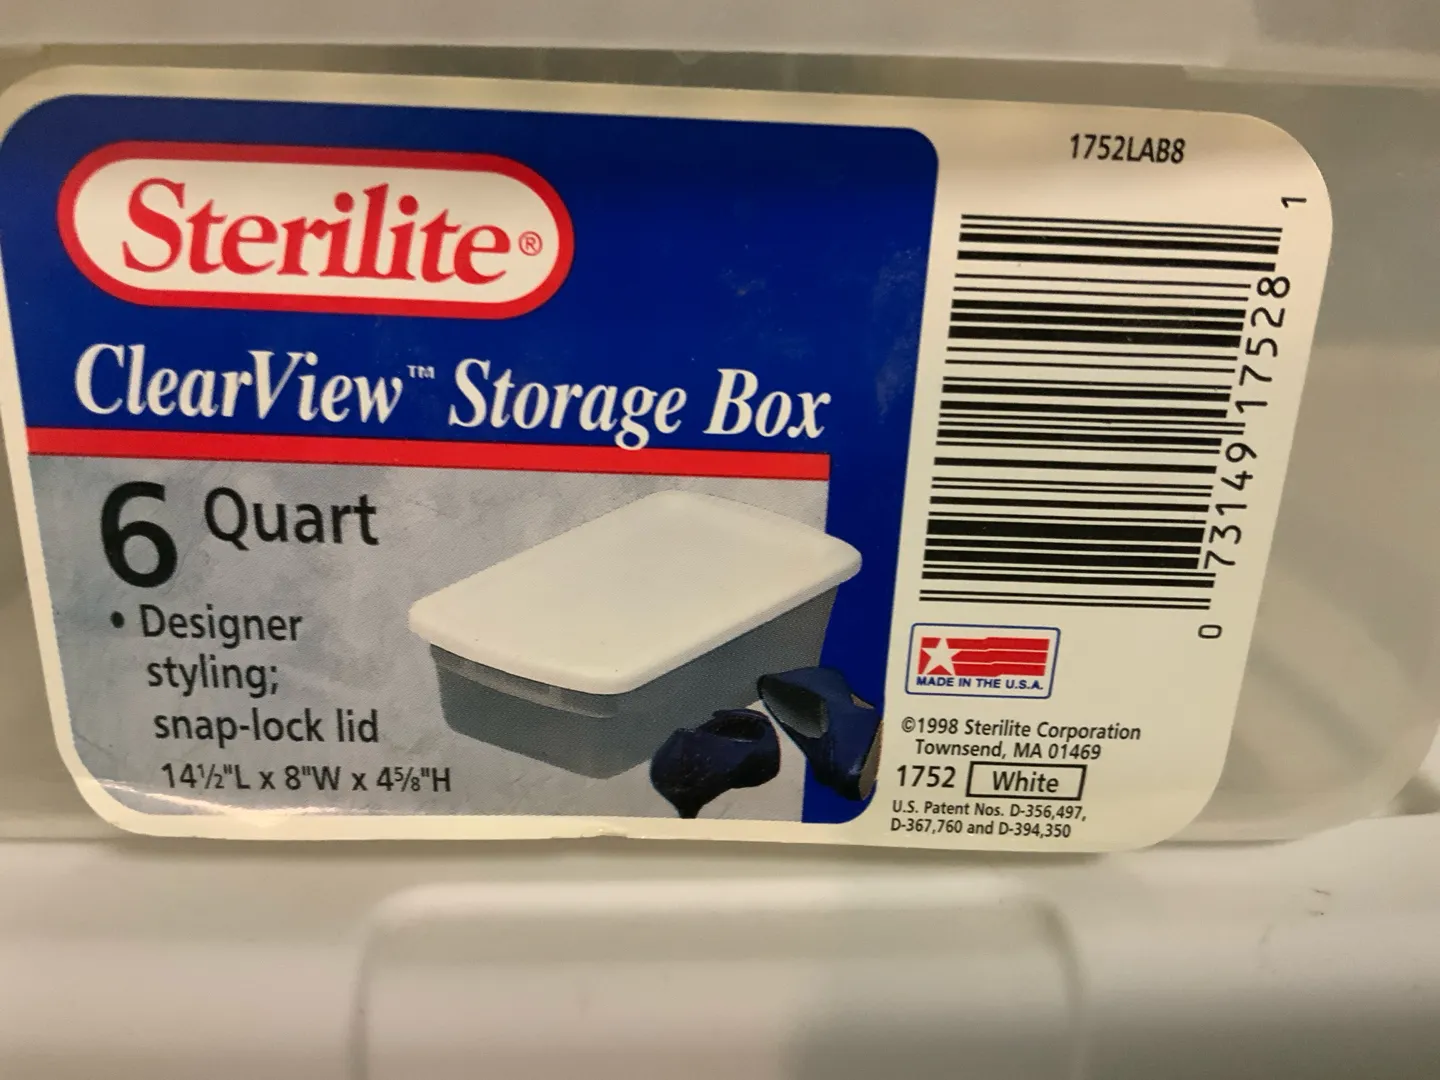 Sterilite®
ClearView™ Storage Box
6 Quart
• Designer
styling;
snap-lock lid
14½"L x 8"W x 4⅝"H
1752LAB8
0 73149 17528 1
MADE IN THE U.S.A.
©1998 Sterilite Corporation
Townsend, MA 01469
1752 White
U.S. Patent Nos. D-356,497,
D-367,760 and D-394,350